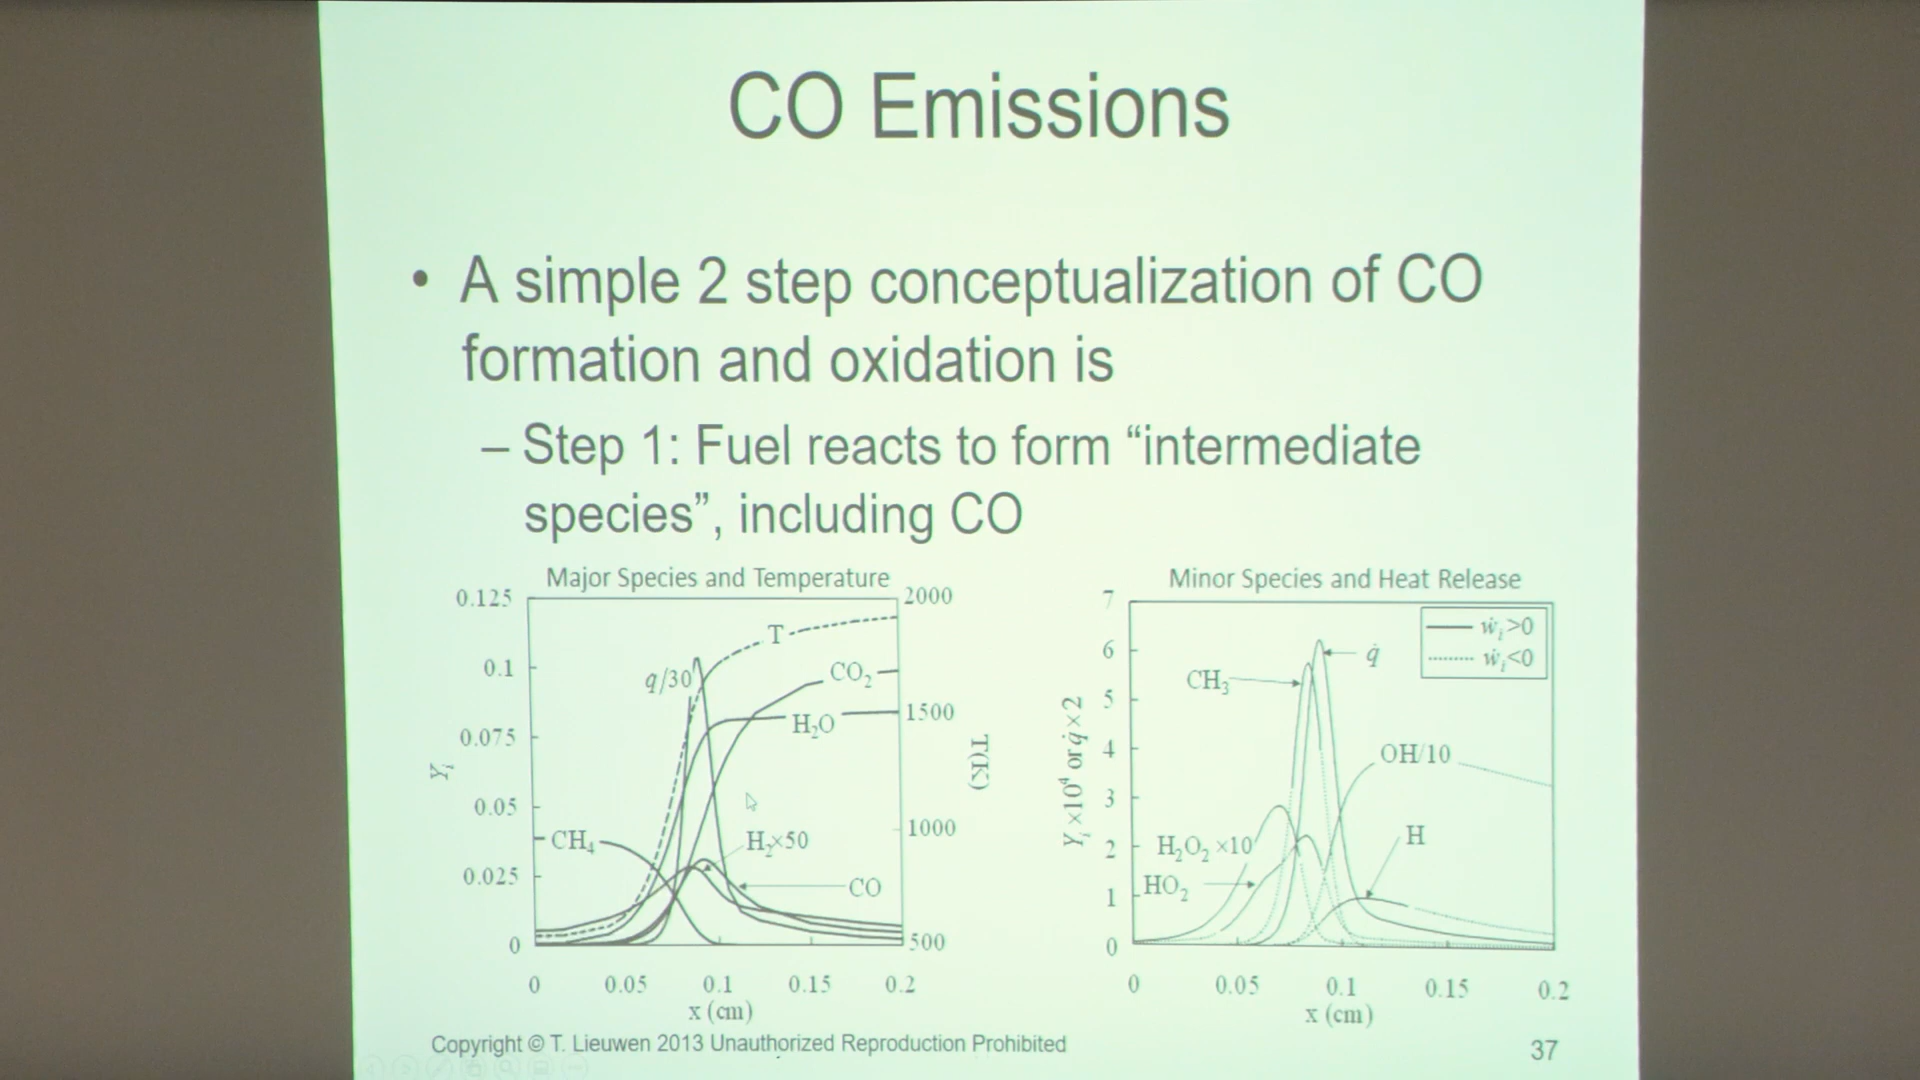 CO Emissions
• A simple 2 step conceptualization of CO
formation and oxidation is
– Step 1: Fuel reacts to form “intermediate
species”, including CO
Major Species and Temperature
0.125
0.1
0.075
0.05
0.025
0
Yi
2000
1500
1000
500
T(K)
T
q̇/30
CO₂
H₂O
CH₄
H₂×50
CO
0
0.05
0.1
0.15
0.2
x (cm)
Minor Species and Heat Release
7
6
5
4
3
2
1
0
Yi ×10⁴ or q̇×2
ẇi>0
ẇi<0
q̇
CH₃
OH/10
H₂O₂ ×10
HO₂
H
0
0.05
0.1
0.15
0.2
x (cm)
Copyright © T. Lieuwen 2013 Unauthorized Reproduction Prohibited
37